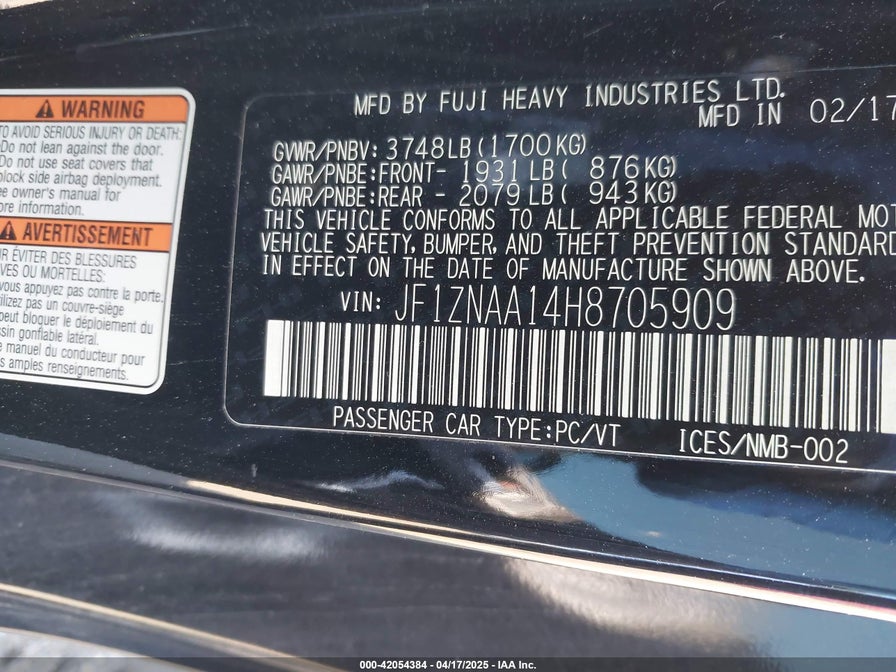 WARNING
TO AVOID SERIOUS INJURY OR DEATH:
Do not lean against the door.
Do not use seat covers that
block side airbag deployment.
owner's manual for
information.
AVERTISSEMENT
ÉVITER DES BLESSURES
OU MORTELLES:
vous appuyez pas contre la porte.
pas un couvre-siège
peut bloquer le déploiement du
gonflable latéral.
manuel du conducteur pour
amples renseignements.
MFD BY FUJI HEAVY INDUSTRIES LTD.
MFD IN 02/17
GVWR/PNBV: 3748LB(1700KG)
GAWR/PNBE:FRONT- 1931LB( 876KG)
GAWR/PNBE:REAR - 2079LB( 943KG)
THIS VEHICLE CONFORMS TO ALL APPLICABLE FEDERAL
VEHICLE SAFETY, BUMPER, AND THEFT PREVENTION STANDARD
IN EFFECT ON THE DATE OF MANUFACTURE SHOWN ABOVE.
VIN: JF1ZNAA14H8705909
PASSENGER CAR TYPE:PC/VT ICES/NMB-002
000-42054384 - 04/17/2025 - IAA Inc.